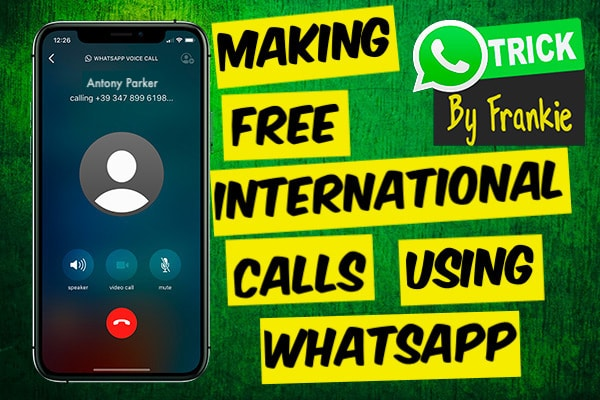 12:26
WHATSAPP VOICE CALL
Antony Parker
calling +39 347 899 6198...
speaker
video call
mute
MAKING
FREE
INTERNATIONAL
CALLS USING
WHATSAPP
TRICK
By Frankie